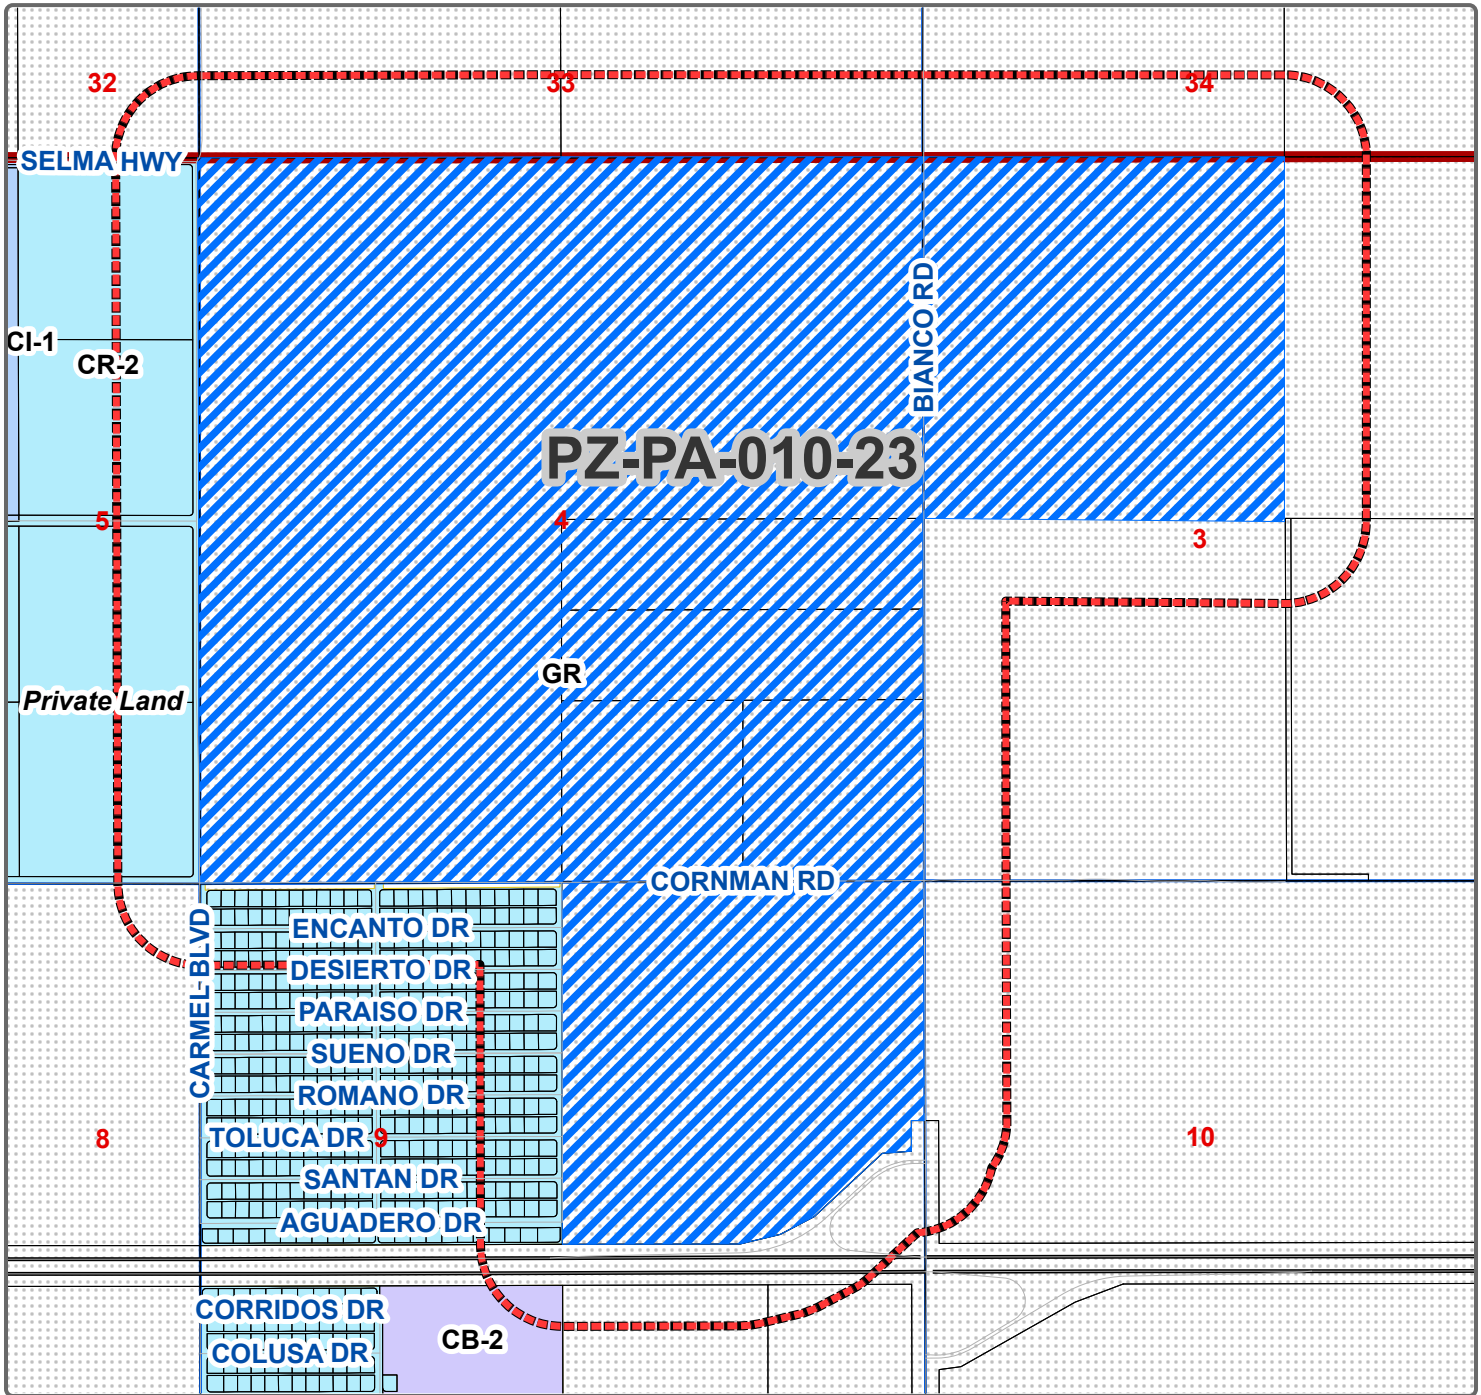 32
33
34
SELMA HWY
CI-1
CR-2
BIANCO RD
PZ-PA-010-23
5
4
3
GR
Private Land
CORNMAN RD
CARMEL BLVD
ENCANTO DR
DESIERTO DR
PARAISO DR
SUENO DR
ROMANO DR
8
TOLUCA DR
9
10
SANTAN DR
AGUADERO DR
CORRIDOS DR
CB-2
COLUSA DR